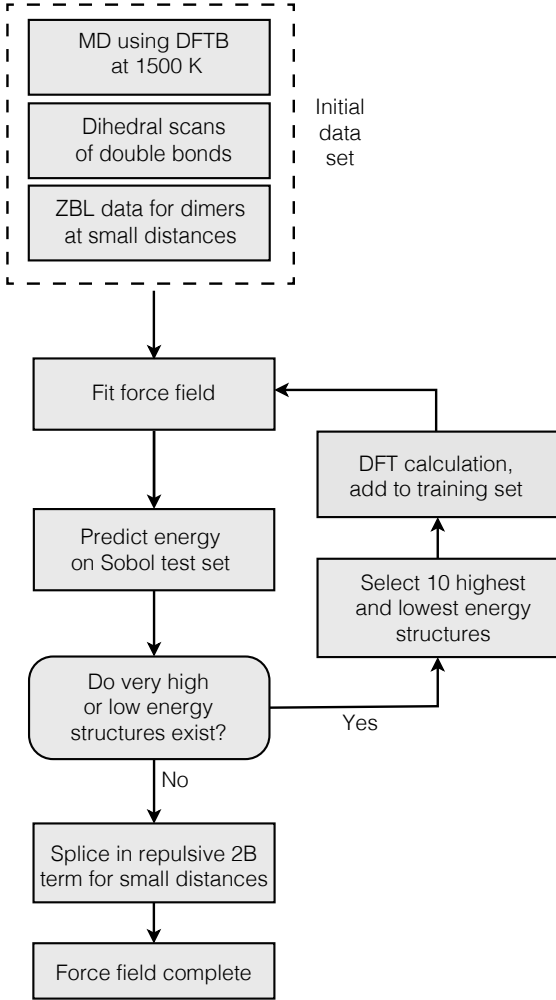 MD using DFTB
at 1500 K
Dihedral scans
of double bonds
ZBL data for dimers
at small distances
Initial
data
set
Fit force field
Predict energy
on Sobol test set
Do very high
or low energy
structures exist?
Yes
Select 10 highest
and lowest energy
structures
DFT calculation,
add to training set
No
Splice in repulsive 2B
term for small distances
Force field complete